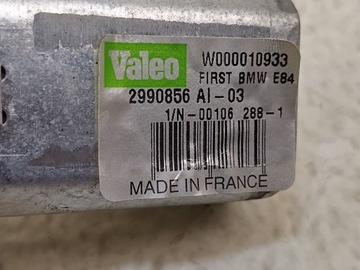 Valeo
W000010933
FIRST BMW E84
2990856 AI-03
1/N-00106 288-1
MADE IN FRANCE